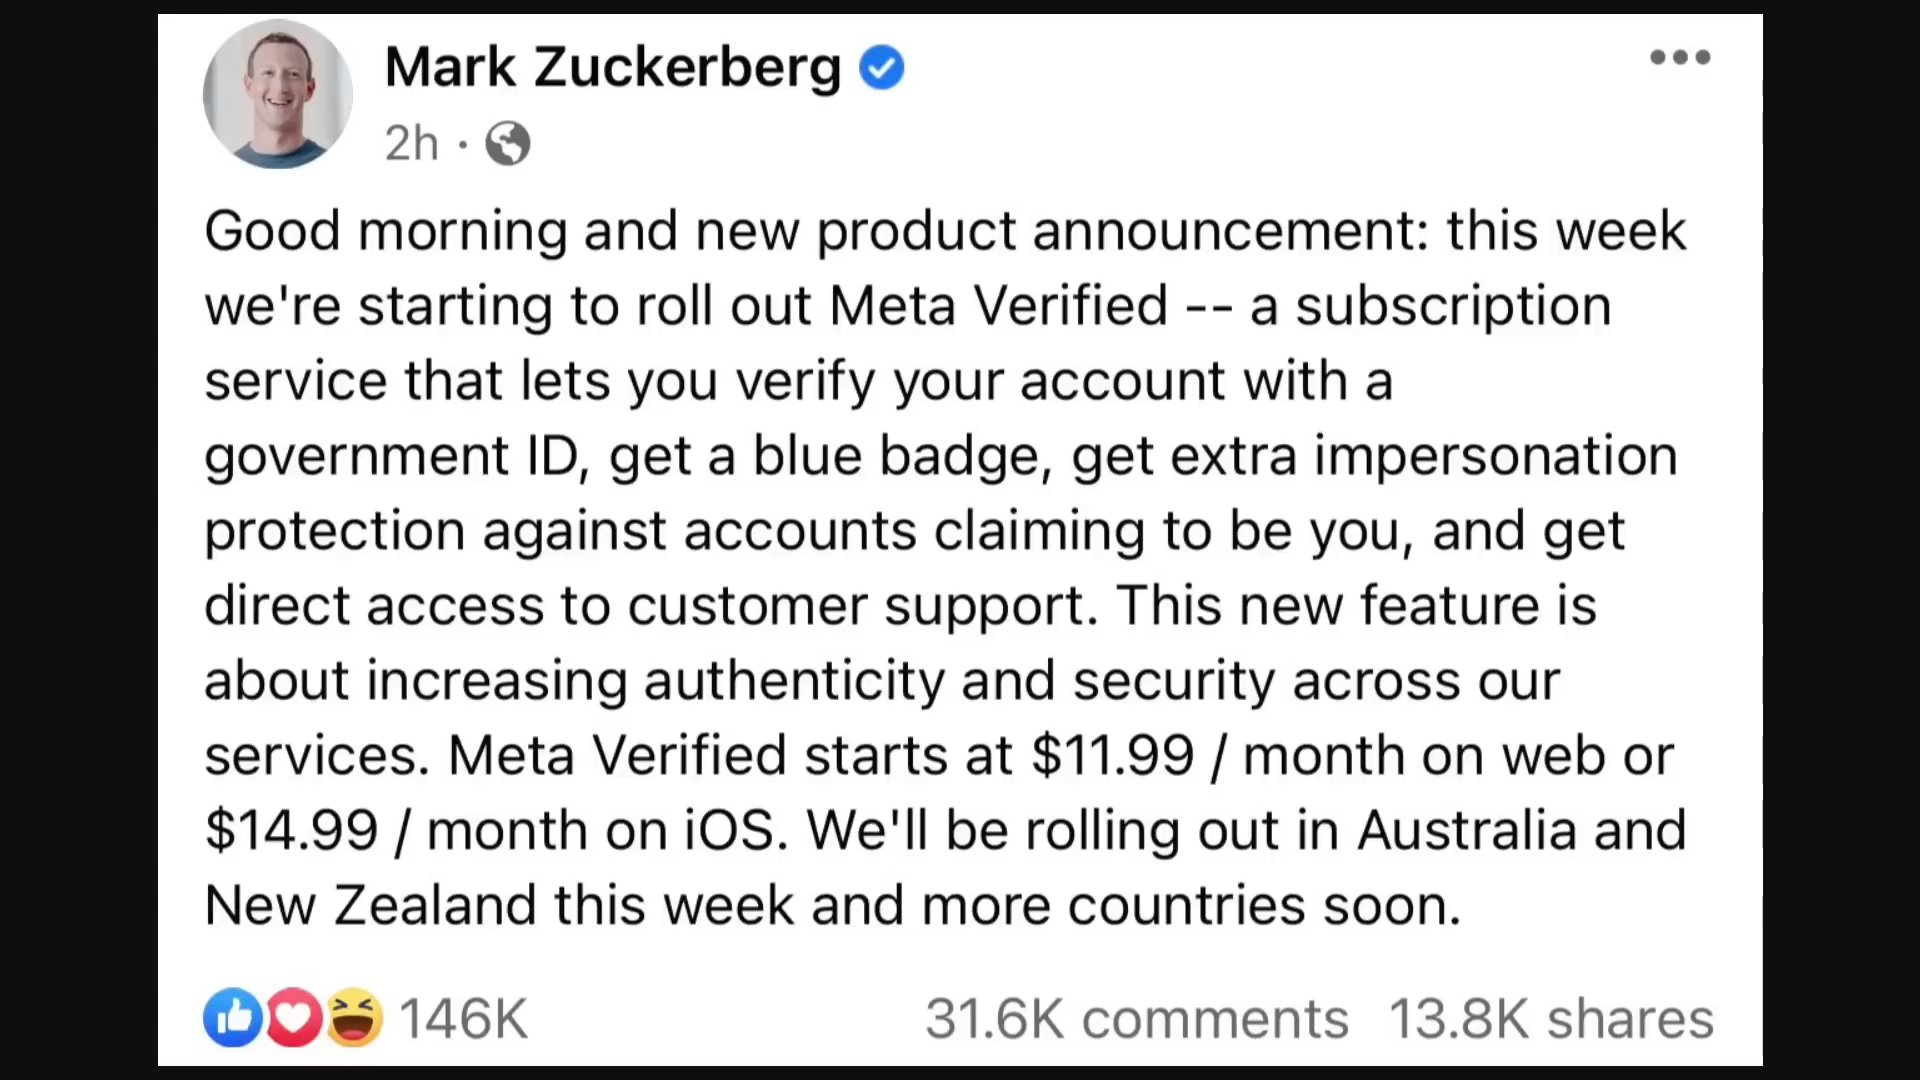 Mark Zuckerberg
2h ·
Good morning and new product announcement: this week
we're starting to roll out Meta Verified -- a subscription
service that lets you verify your account with a
government ID, get a blue badge, get extra impersonation
protection against accounts claiming to be you, and get
direct access to customer support. This new feature is
about increasing authenticity and security across our
services. Meta Verified starts at $11.99 / month on web or
$14.99 / month on iOS. We'll be rolling out in Australia and
New Zealand this week and more countries soon.
146K 31.6K comments 13.8K shares